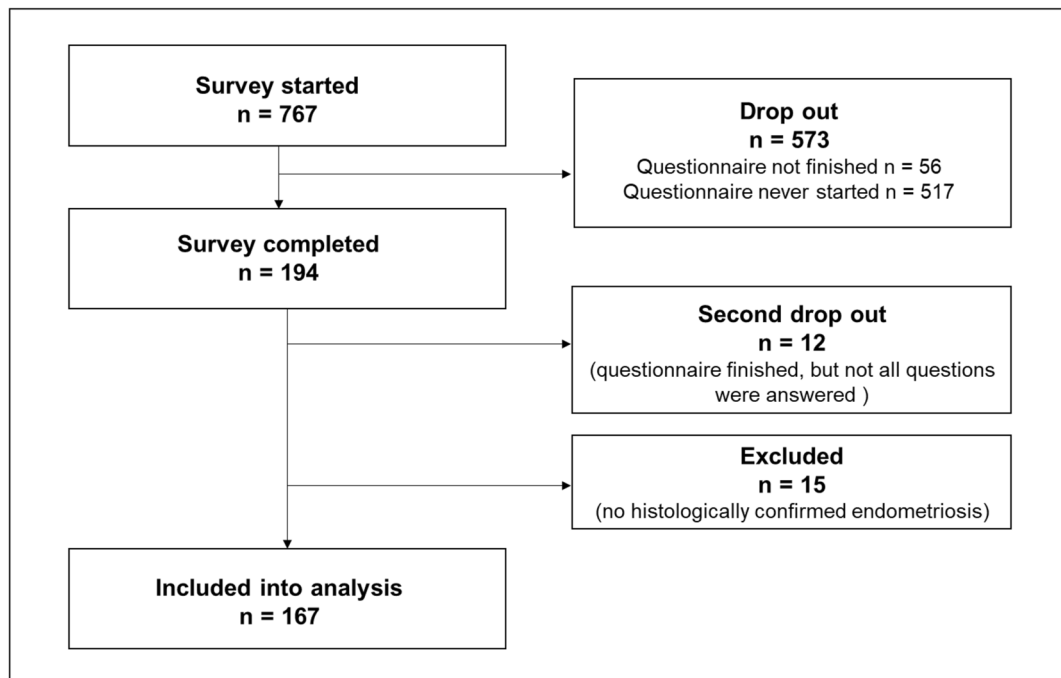 Survey started
n = 767
Drop out
n = 573
Questionnaire not finished n = 56
Questionnaire never started n = 517
Survey completed
n = 194
Second drop out
n = 12
(questionnaire finished, but not all questions
were answered )
Excluded
n = 15
(no histologically confirmed endometriosis)
Included into analysis
n = 167